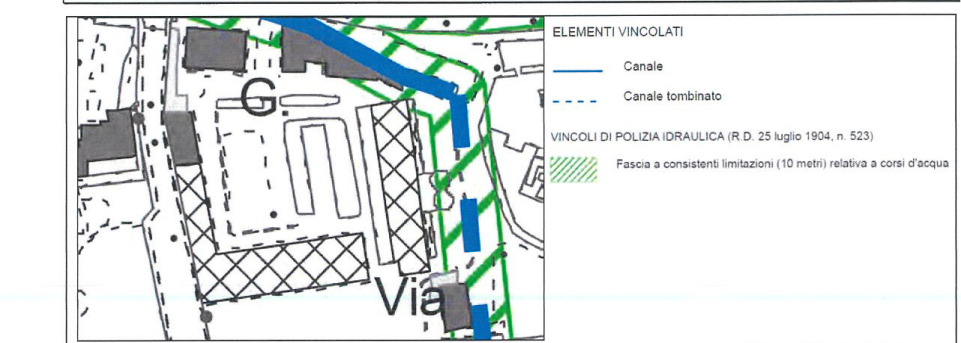 G.
Via
ELEMENTI VINCOLATI
Canale
Canale tombinato
VINCOLI DI POLIZIA IDRAULICA (R.D. 25 luglio 1904, n. 523)
Fascia a consistenti limitazioni (10 metri) relativa a corsi d'acqua